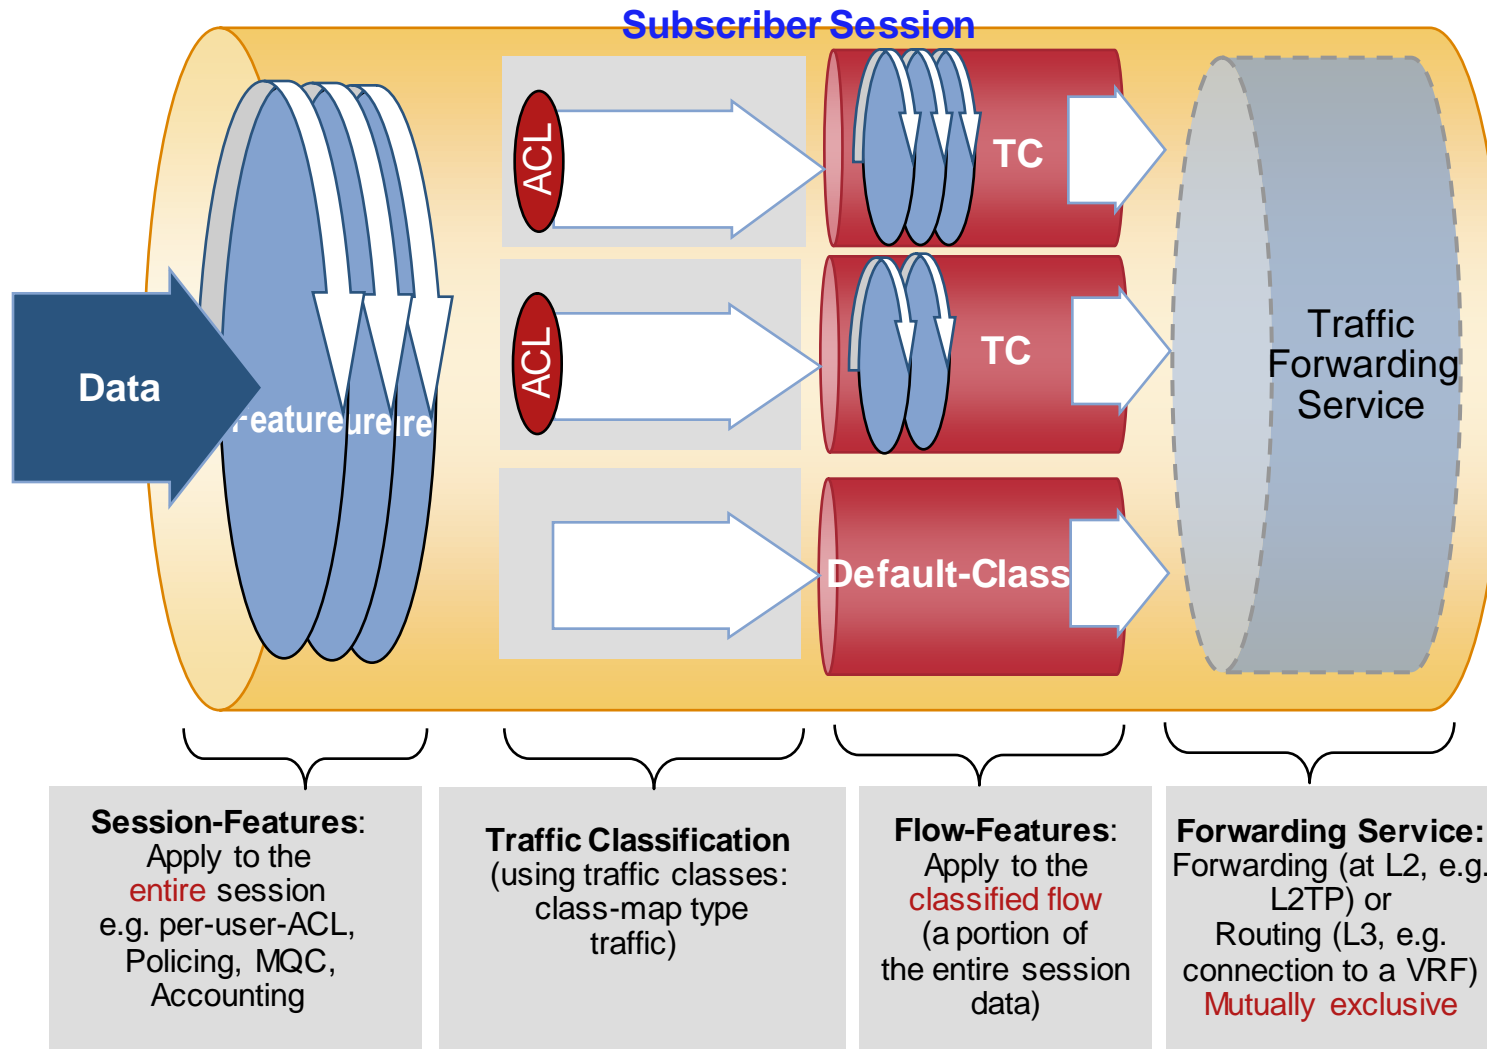 Subscriber Session
ACL
TC
ACL
TC
Data
Feature
ure
ire
Default-Class
Traffic
Forwarding
Service
Session-Features:
Apply to the
entire session
e.g. per-user-ACL,
Policing, MQC,
Accounting
Traffic Classification
(using traffic classes:
class-map type
traffic)
Flow-Features:
Apply to the
classified flow
(a portion of
the entire session
data)
Forwarding Service:
Forwarding (at L2, e.g.
L2TP) or
Routing (L3, e.g.
connection to a VRF)
Mutually exclusive